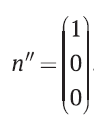 n″ = (1
0
0)